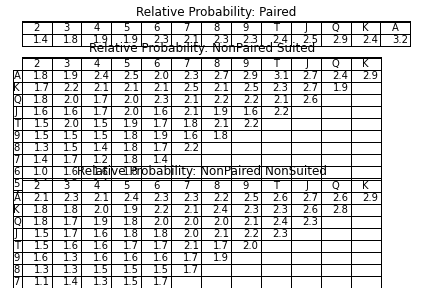 Relative Probability: Paired
2 3 4 5 6 7 8 9 T J Q K A
1.4 1.8 1.9 1.9 2.3 2.1 2.3 2.3 2.4 2.5 2.9 2.4 3.2
Relative Probability: NonPaired Suited
2 3 4 5 6 7 8 9 T J Q K
A 1.8 1.9 2.4 2.5 2.0 2.3 2.7 2.9 3.1 2.7 2.4 2.9
K 1.7 2.2 2.1 2.1 2.1 2.5 2.1 2.5 2.3 2.7 1.9
Q 1.8 2.0 1.7 2.0 2.3 2.1 2.2 2.2 2.1 2.6
J 1.6 1.6 1.7 2.0 1.6 2.1 1.9 1.6 2.2
T 1.5 2.0 1.5 1.9 1.7 1.8 2.1 2.2
9 1.5 1.5 1.5 1.8 1.9 1.6 1.8
8 1.3 1.5 1.4 1.8 1.7 2.2
7 1.4 1.7 1.2 1.8 1.4
6 1.0
Relative Probability: NonPaired NonSuited
5 2 3 4 5 6 7 8 9 T J Q K
A 2.1 2.3 2.1 2.4 2.3 2.3 2.2 2.5 2.6 2.7 2.6 2.9
K 1.8 1.8 2.0 1.9 2.2 2.1 2.4 2.3 2.3 2.6 2.8
Q 1.8 1.7 1.9 1.8 2.0 2.0 2.0 2.1 2.4 2.3
J 1.5 1.7 1.6 1.8 1.8 2.0 2.1 2.2 2.3
T 1.5 1.6 1.6 1.7 1.7 2.1 1.7 2.0
9 1.6 1.3 1.6 1.6 1.6 1.7 1.9
8 1.3 1.3 1.5 1.5 1.5 1.7
7 1.1 1.4 1.3 1.5 1.7